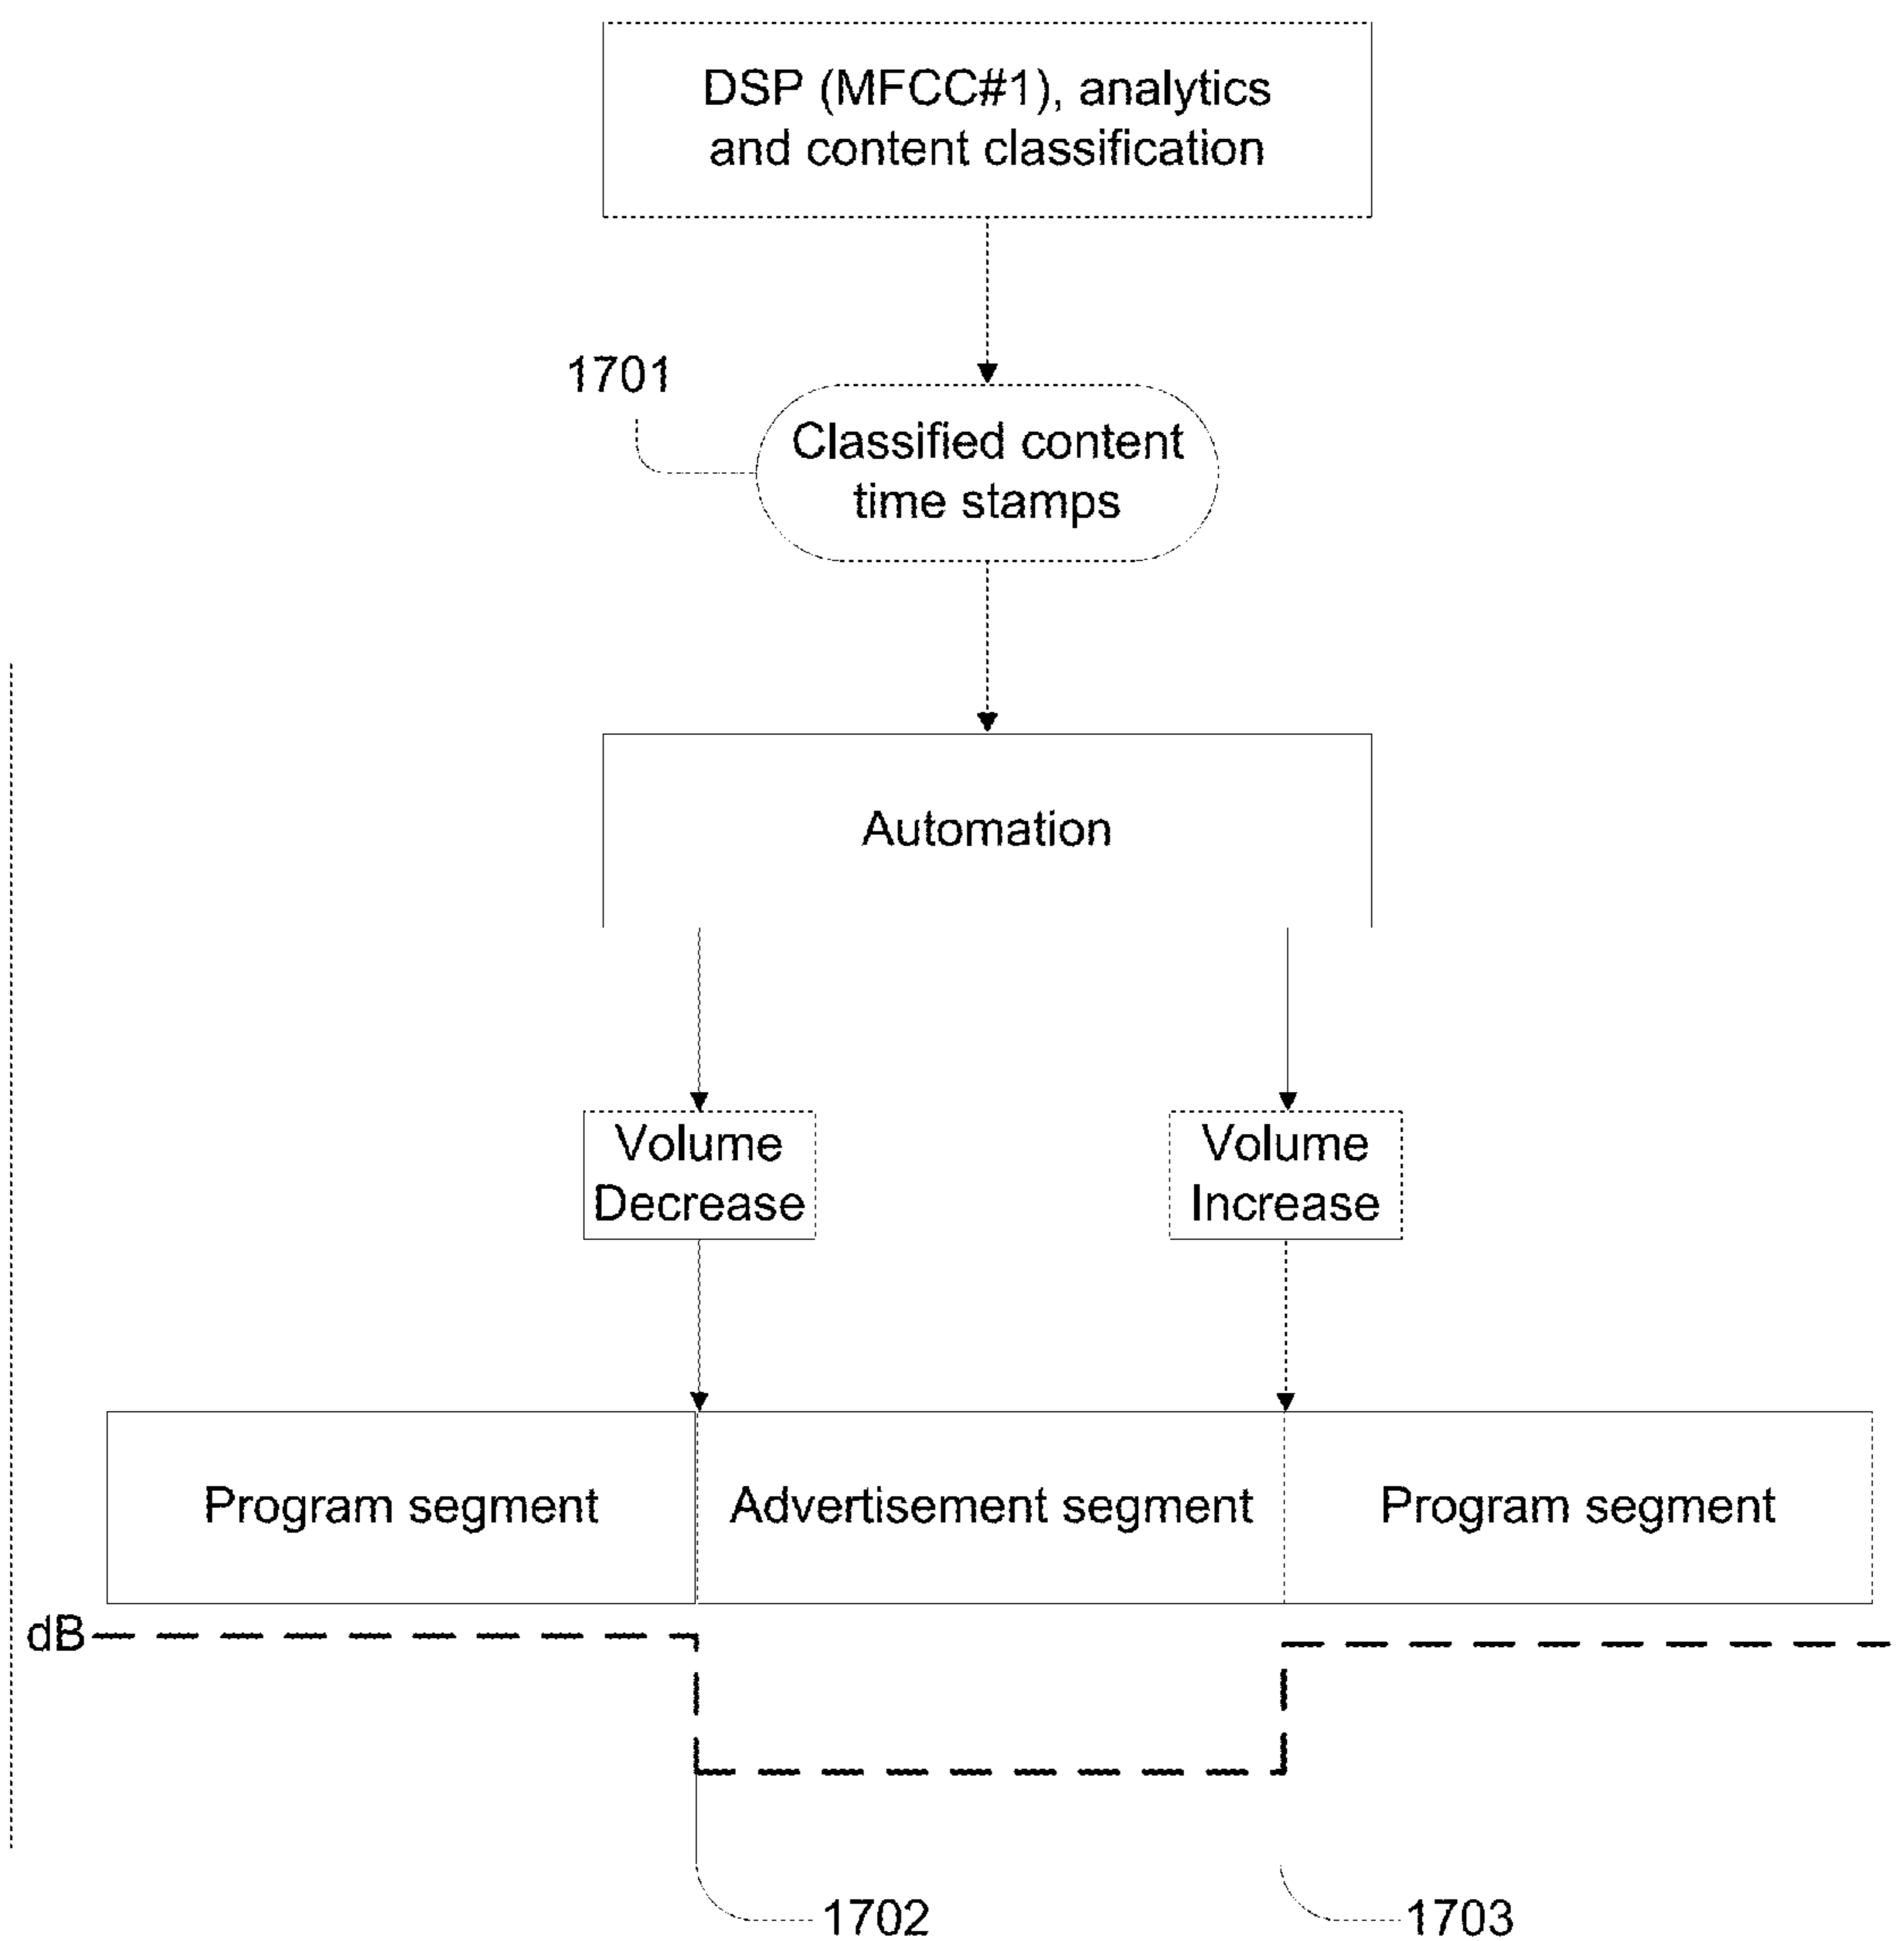 DSP (MFCC#1), analytics
and content classification
1701
Classified content
time stamps
Automation
Volume
Decrease
Volume
Increase
Program segment
Advertisement segment
Program segment
dB
1702
1703